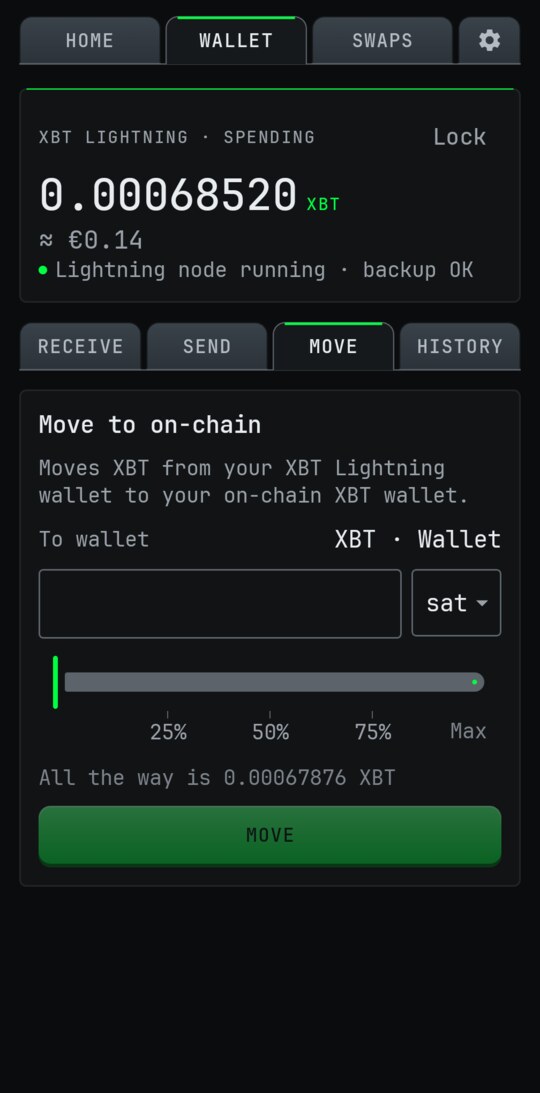 HOME WALLET SWAPS
XBT LIGHTNING · SPENDING Lock
0.00068520 XBT
≈ €0.14
Lightning node running · backup OK
RECEIVE SEND MOVE HISTORY
Move to on-chain
Moves XBT from your XBT Lightning
wallet to your on-chain XBT wallet.
To wallet XBT · Wallet
sat
25% 50% 75% Max
All the way is 0.00067876 XBT
MOVE